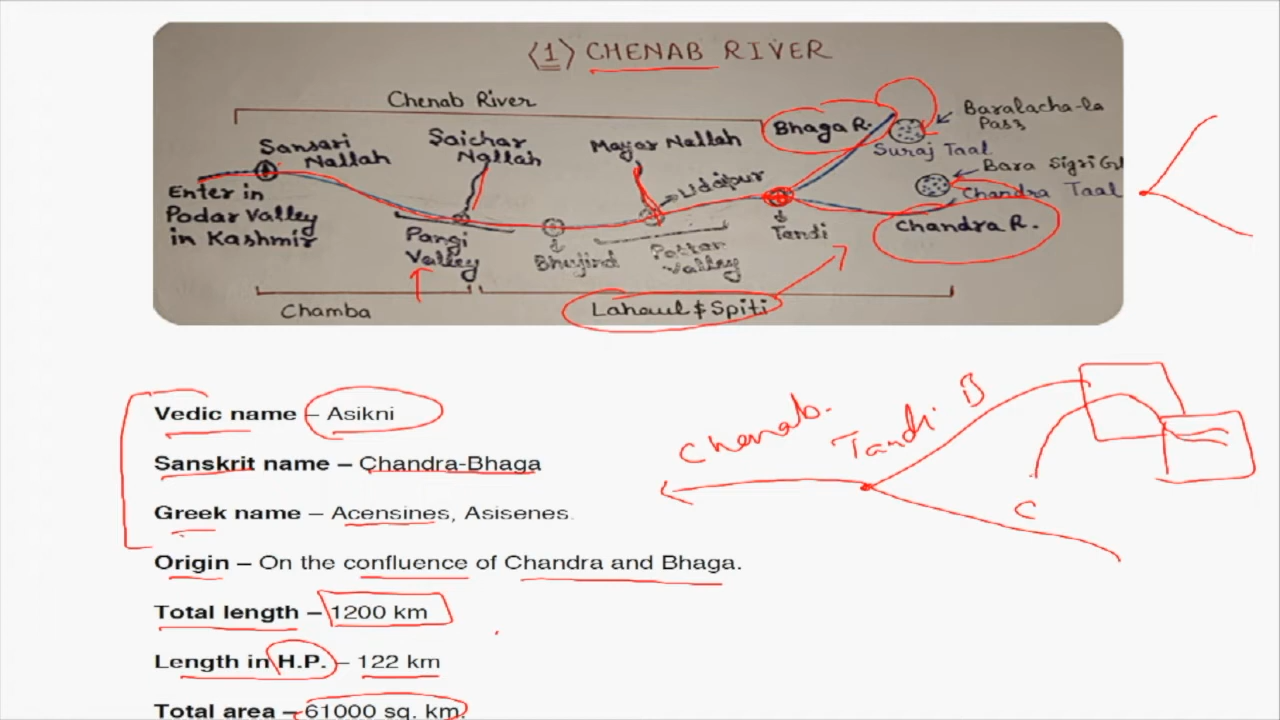 ⟨1⟩ CHENAB RIVER
Chenab River
Bhaga R.
Baralacha-la
Pass
Suraj Taal
Sansari
Nallah
Saichar
Nallah
Mayar Nallah
Udaipur
Bara Sigri Gl
Chandra Taal
Chandra R.
Enter in
Podar Valley
in Kashmir
Pangi
Valley
Bhujind
Pattan
Valley
Tandi
Chamba
Lahaul & Spiti
Vedic name – Asikni
Sanskrit name – Chandra-Bhaga
Greek name – Acensines, Asisenes.
Origin – On the confluence of Chandra and Bhaga.
Total length – 1200 km
Length in H.P. – 122 km
Total area – 61000 sq. km.
Chenab.
Tandi
B
C